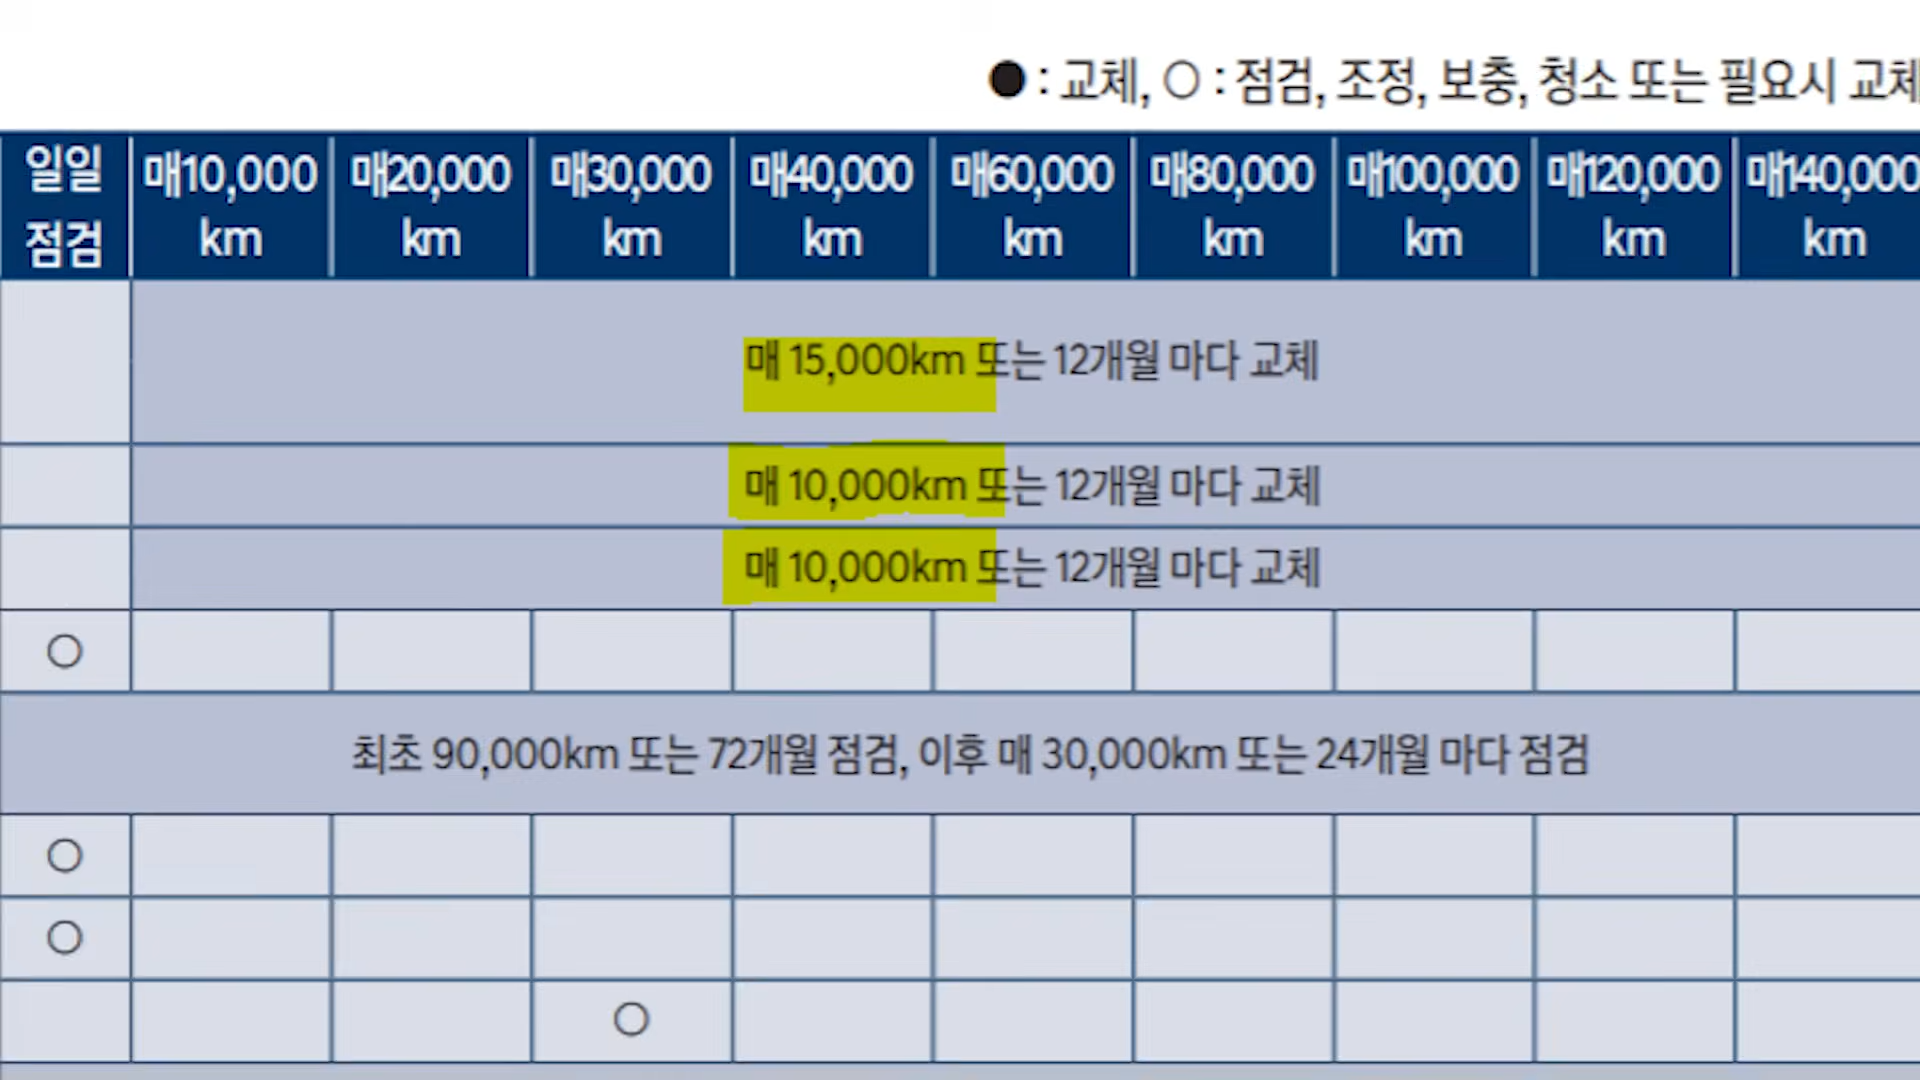 ● : 교체, ○ : 점검, 조정, 보충, 청소 또는 필요시 교체
일일 점검 매10,000 km 매20,000 km 매30,000 km 매40,000 km 매60,000 km 매80,000 km 매100,000 km 매120,000 km 매140,000 km
매 15,000km 또는 12개월 마다 교체
매 10,000km 또는 12개월 마다 교체
매 10,000km 또는 12개월 마다 교체
○
최초 90,000km 또는 72개월 점검, 이후 매 30,000km 또는 24개월 마다 점검
○
○
○